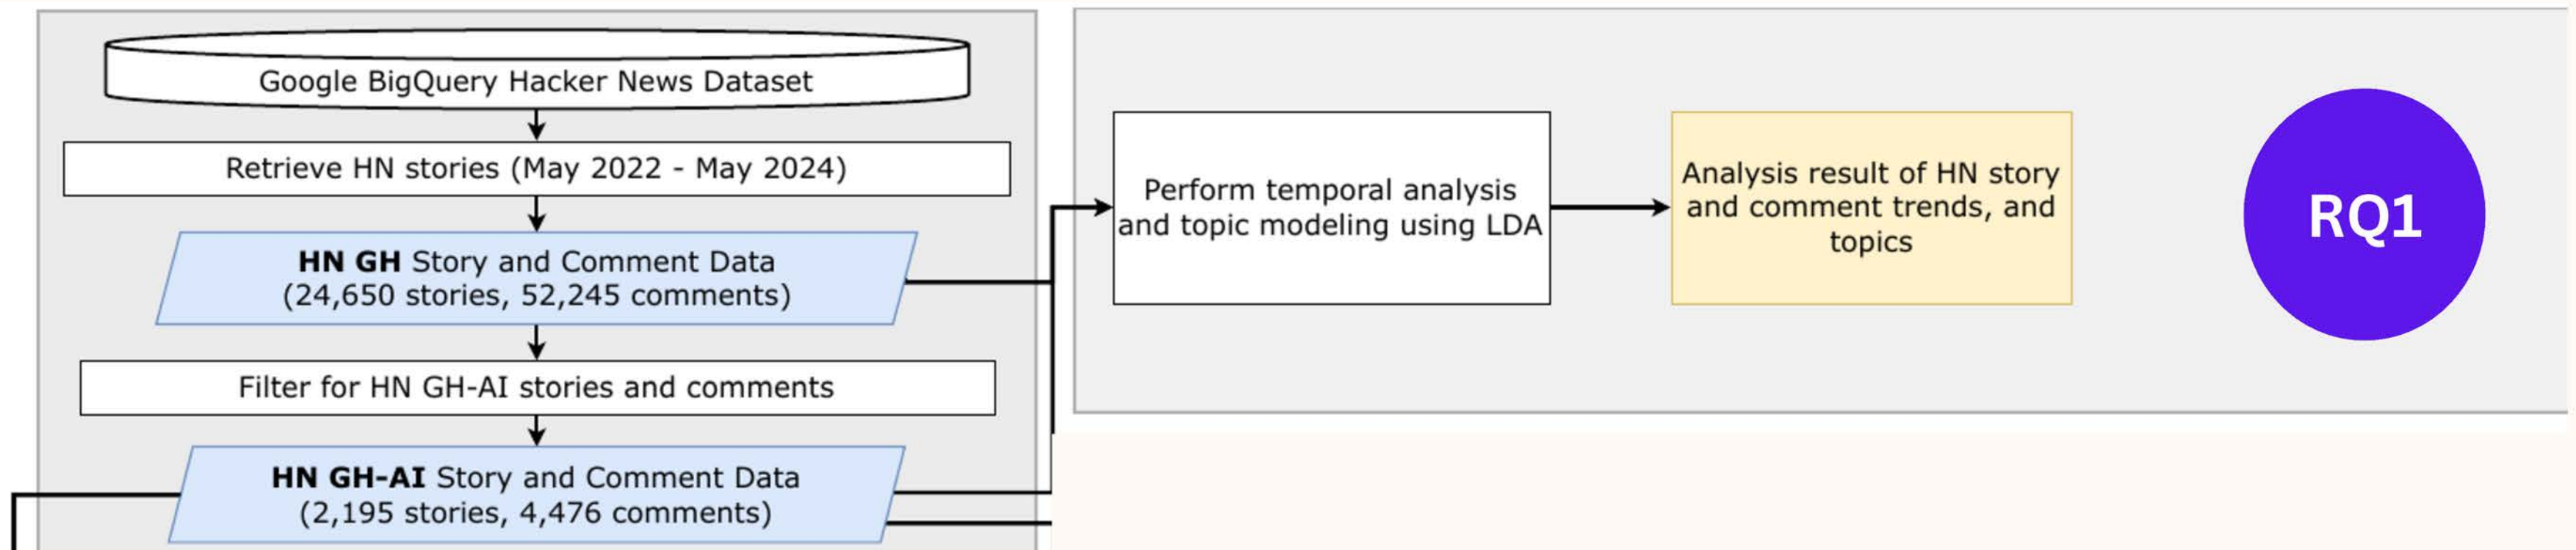 Google BigQuery Hacker News Dataset
Retrieve HN stories (May 2022 - May 2024)
HN GH Story and Comment Data
(24,650 stories, 52,245 comments)
Filter for HN GH-AI stories and comments
HN GH-AI Story and Comment Data
(2,195 stories, 4,476 comments)
Perform temporal analysis
and topic modeling using LDA
Analysis result of HN story
and comment trends, and
topics
RQ1